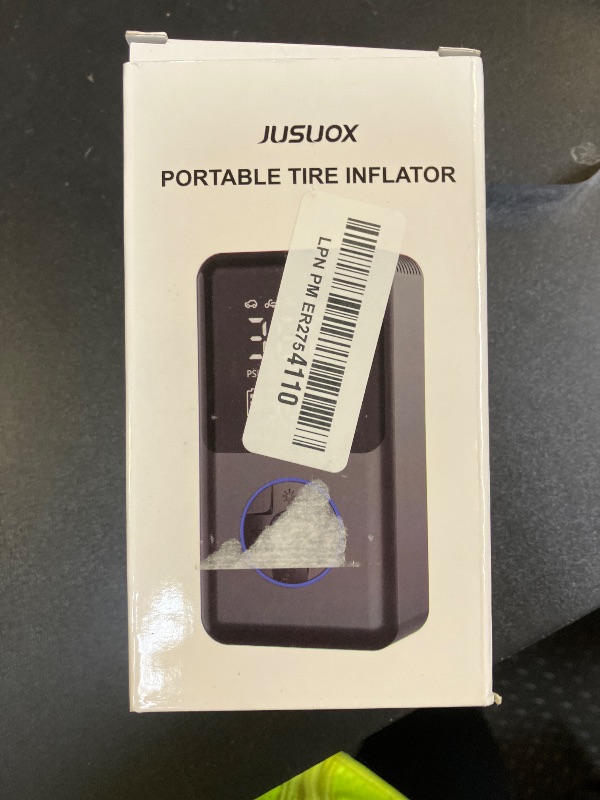 JUSUOX
PORTABLE TIRE INFLATOR
LPN PM ER2754110